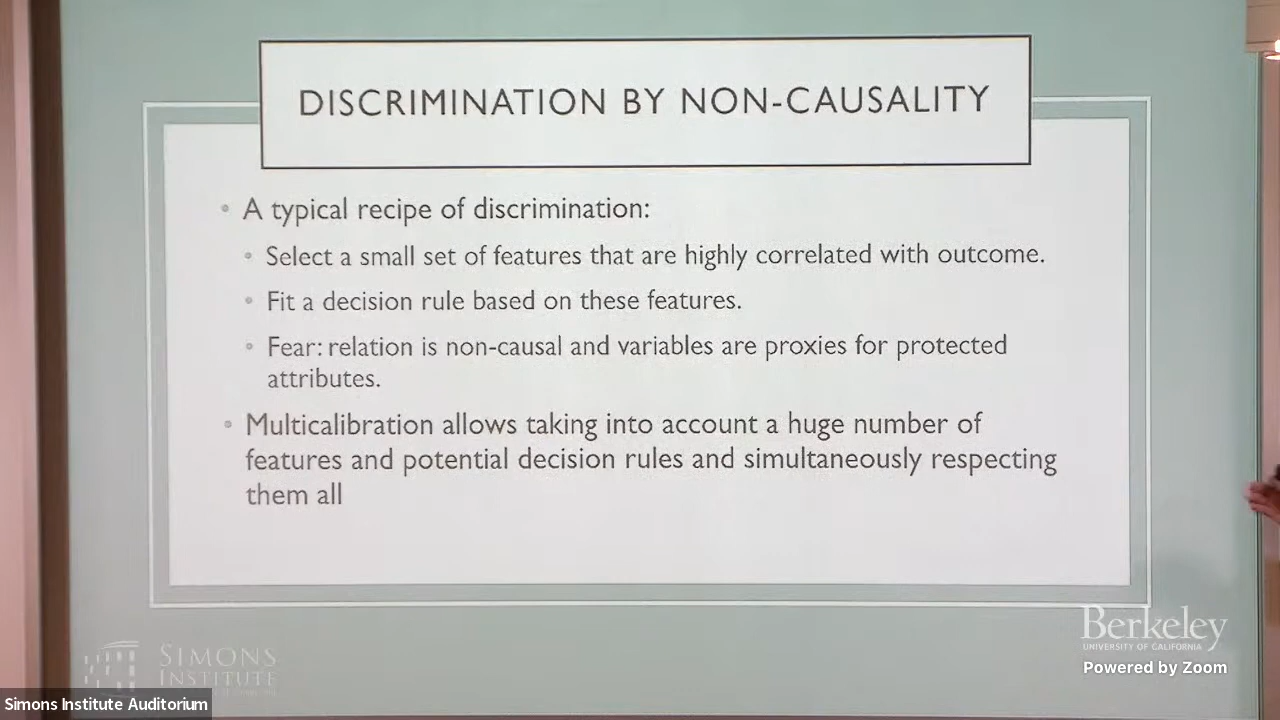 DISCRIMINATION BY NON-CAUSALITY
• A typical recipe of discrimination:
• Select a small set of features that are highly correlated with outcome.
• Fit a decision rule based on these features.
• Fear: relation is non-causal and variables are proxies for protected
attributes.
• Multicalibration allows taking into account a huge number of
features and potential decision rules and simultaneously respecting
them all
SIMONS
INSTITUTE
Berkeley
UNIVERSITY OF CALIFORNIA
Powered by Zoom
Simons Institute Auditorium